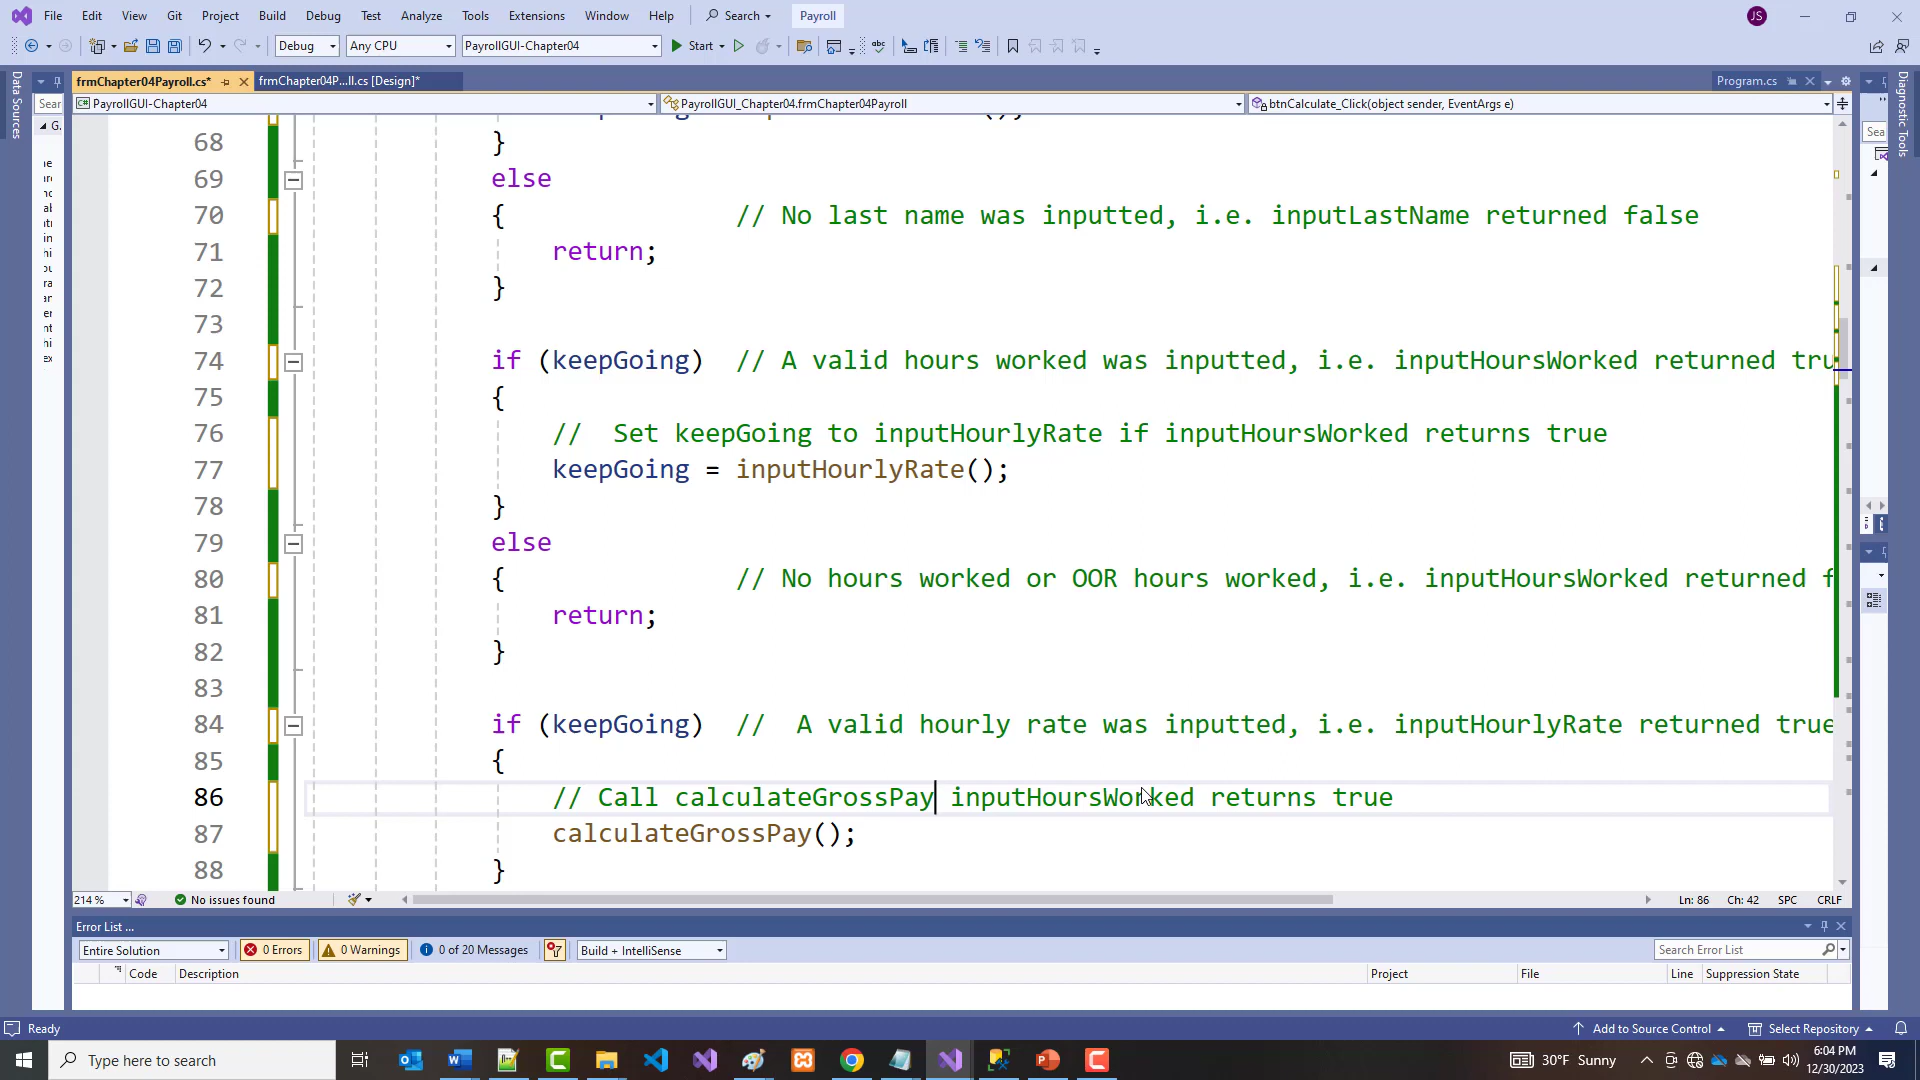 File Edit View Git Project Build Debug Test Analyze Tools Extensions Window Help Search Payroll JS
Debug Any CPU PayrollGUI-Chapter04 Start
Data Sources
frmChapter04Payroll.cs* frmChapter04P...ll.cs [Design]* Program.cs
Diagnostic Tools
Sear PayrollGUI-Chapter04 PayrollGUI_Chapter04.frmChapter04Payroll btnCalculate_Click(object sender, EventArgs e)
Sea
68 }
69 else
70 { // No last name was inputted, i.e. inputLastName returned false
71 return;
72 }
73
74 if (keepGoing) // A valid hours worked was inputted, i.e. inputHoursWorked returned tru
75 {
76 // Set keepGoing to inputHourlyRate if inputHoursWorked returns true
77 keepGoing = inputHourlyRate();
78 }
79 else
80 { // No hours worked or OOR hours worked, i.e. inputHoursWorked returned f
81 return;
82 }
83
84 if (keepGoing) // A valid hourly rate was inputted, i.e. inputHourlyRate returned true
85 {
86 // Call calculateGrossPay inputHoursWorked returns true
87 calculateGrossPay();
88 }
214 % No issues found Ln: 86 Ch: 42 SPC CRLF
Error List ...
Entire Solution 0 Errors 0 Warnings 0 of 20 Messages Build + IntelliSense Search Error List
Code Description Project File Line Suppression State
Ready Add to Source Control Select Repository
Type here to search 30°F Sunny 6:04 PM
12/30/2023